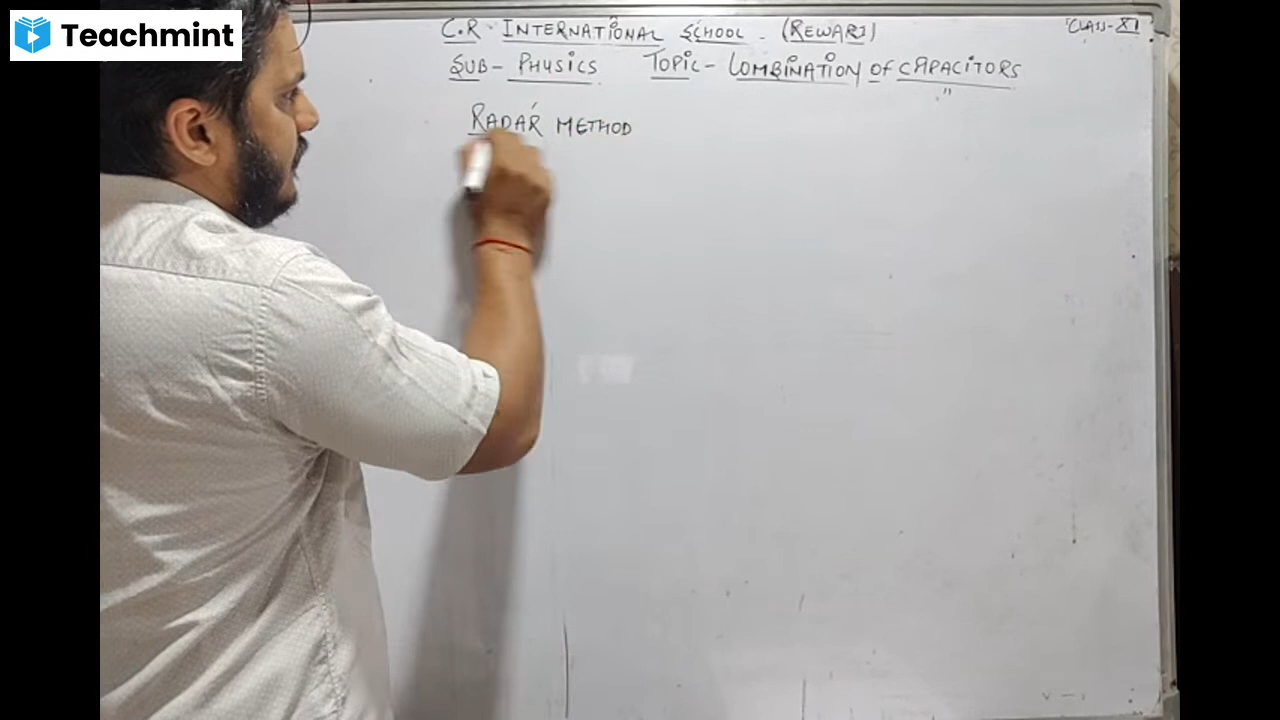 Teachmint
C.R. INTERNATIONAL SCHOOL. (REWARI)
CLASS-XI
SUB- PHYSICS TOPIC- COMBINATION OF CAPACITORS
RADAR METHOD